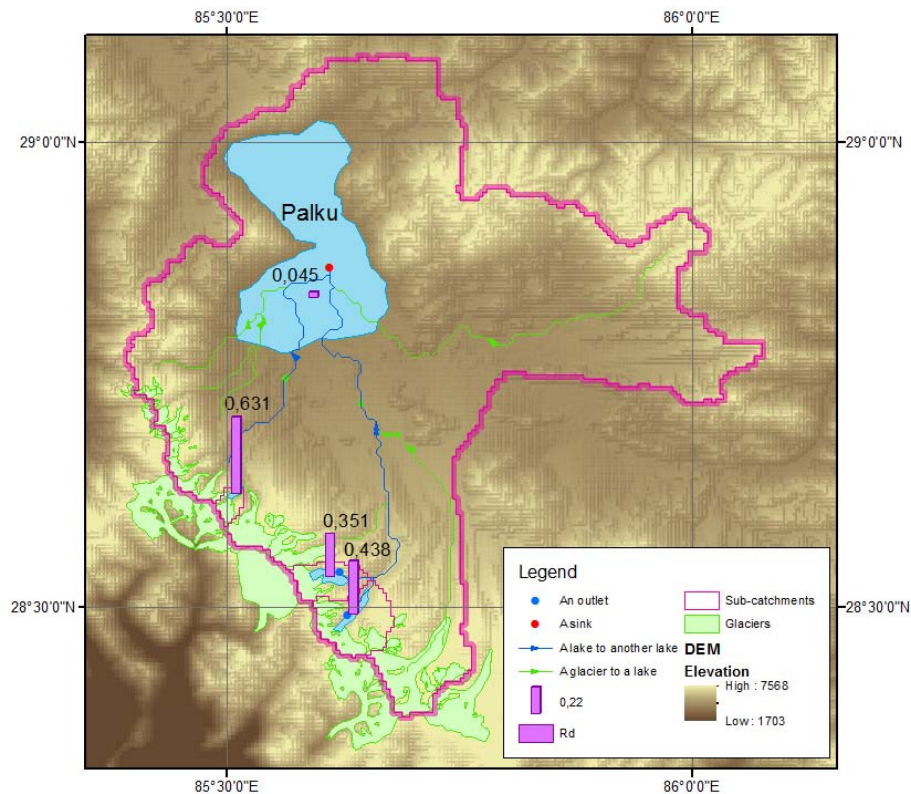 85°30'0"E 86°0'0"E
29°0'0"N 29°0'0"N
Palku
0,045
0,631
0,351
0,438
28°30'0"N 28°30'0"N
Legend
An outlet
A sink
A lake to another lake
A glacier to a lake
0,22
Rd
Sub-catchments
Glaciers
DEM
Elevation
High : 7568
Low : 1703
85°30'0"E 86°0'0"E